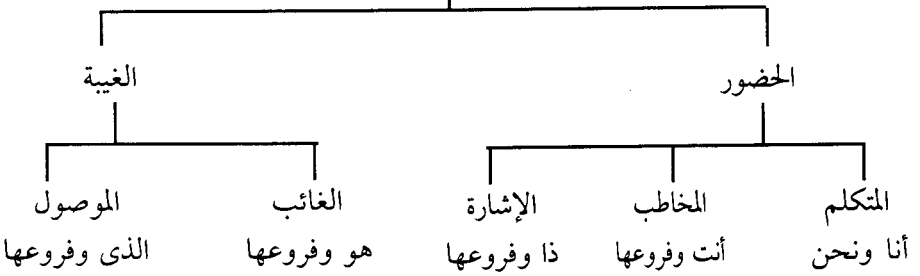 الحضور الغيبة
المتكلم المخاطب الإشارة الغائب الموصول
أنا ونحن أنت وفروعها ذا وفروعها هو وفروعها الذى وفروعها